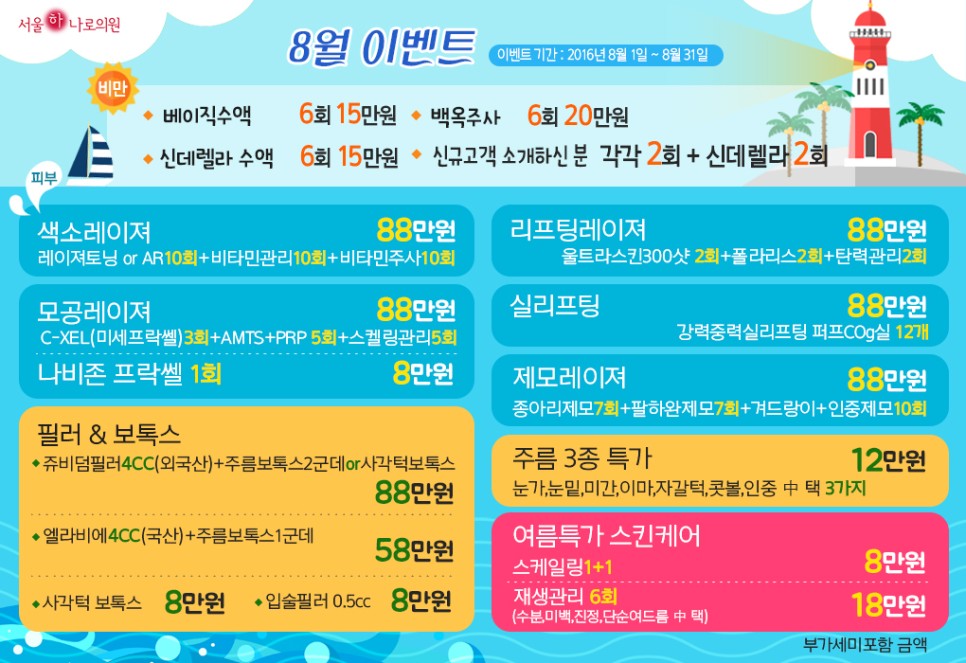 서울하나로의원
8월 이벤트
이벤트 기간 : 2016년 8월 1일 ~ 8월 31일
비만
베이직수액 6회 15만원
백옥주사 6회 20만원
신데렐라 수액 6회 15만원
신규고객 소개하신 분 각각 2회 + 신데렐라 2회
피부
색소레이져 88만원
레이져토닝 or AR10회+비타민관리10회+비타민주사10회
모공레이져 88만원
C-XEL(미세프락쎌)3회+AMTS+PRP 5회+스켈링관리5회
나비존 프락쎌 1회 8만원
필러 & 보톡스
쥬비덤필러4CC(외국산)+주름보톡스2군데or사각턱보톡스
88만원
엘라비에4CC(국산)+주름보톡스1군데
58만원
사각턱 보톡스 8만원
입술필러 0.5cc 8만원
리프팅레이져 88만원
울트라스킨300샷 2회+폴라리스2회+탄력관리2회
실리프팅 88만원
강력중력실리프팅 퍼프COg실 12개
제모레이져 88만원
종아리제모7회+팔하완제모7회+겨드랑이+인중제모10회
주름 3종 특가 12만원
눈가,눈밑,미간,이마,자갈턱,콧볼,인중 中 택 3가지
여름특가 스킨케어
스케일링1+1 8만원
재생관리 6회 18만원
(수분,미백,진정,단순여드름 中 택)
부가세미포함 금액